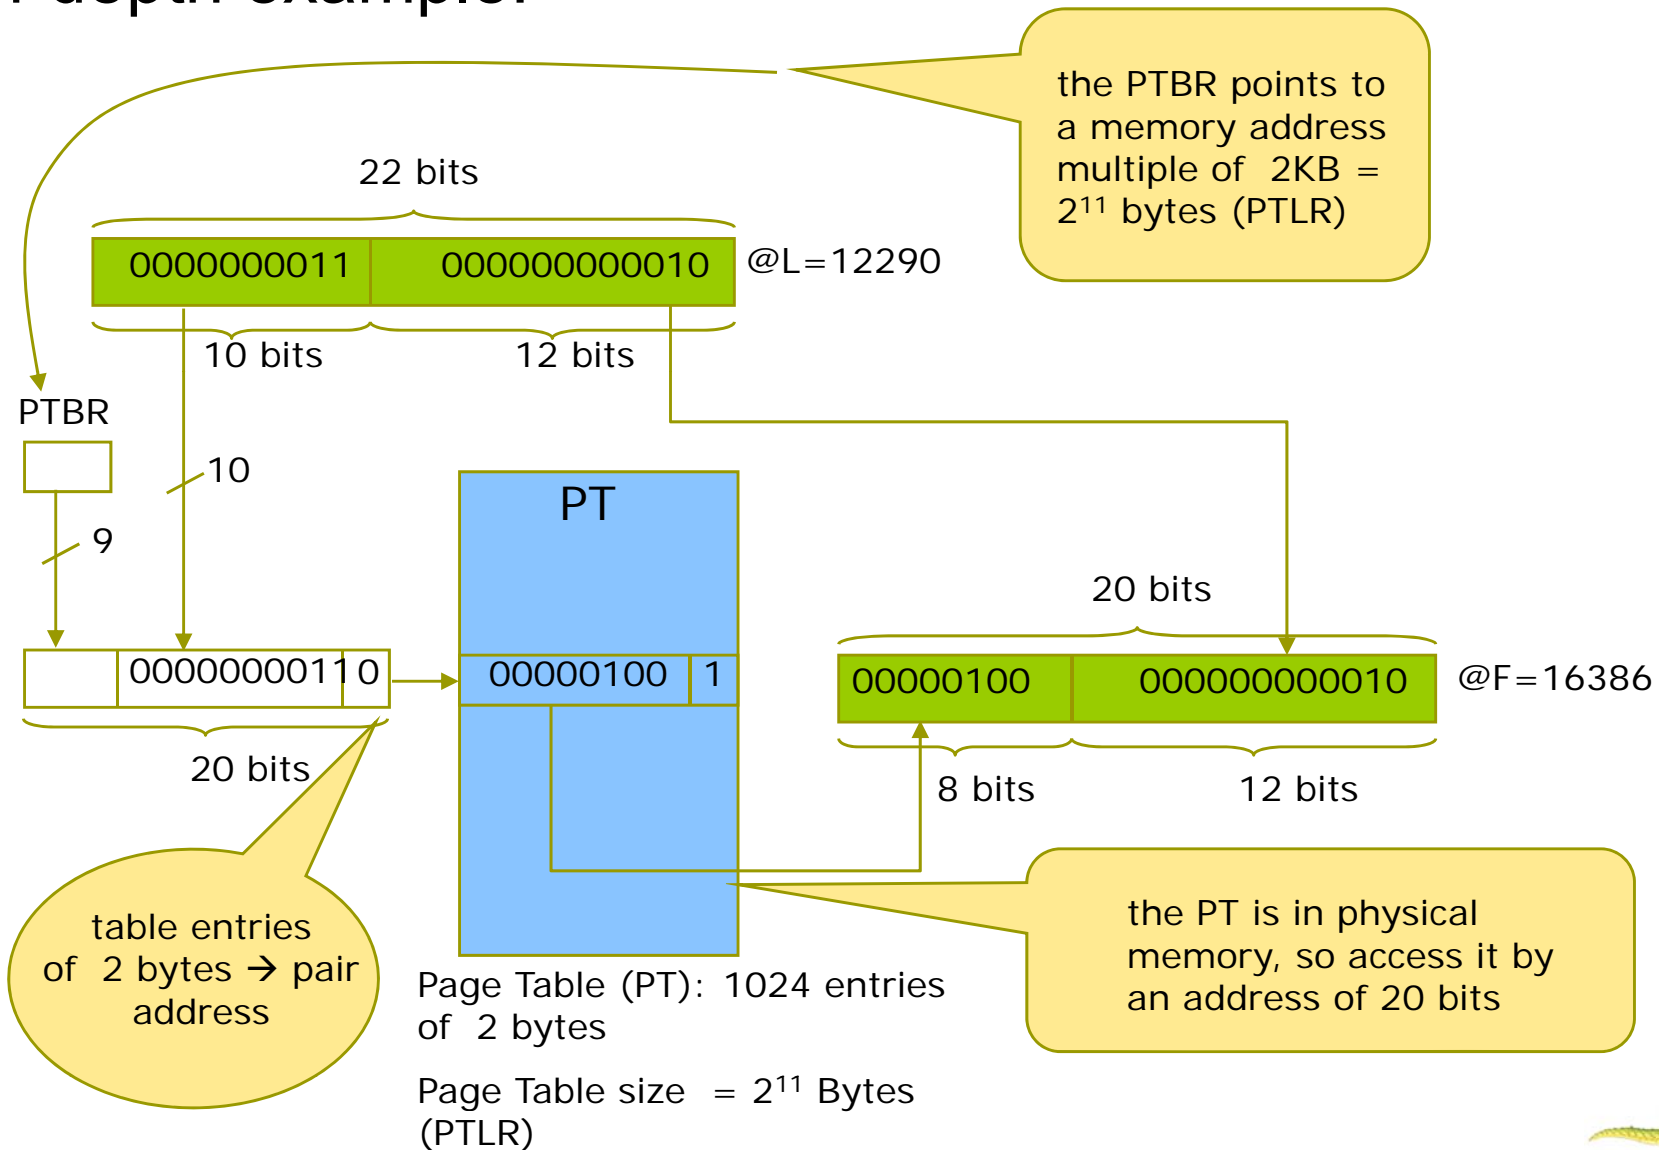 depth example:
the PTBR points to
a memory address
multiple of 2KB =
2¹¹ bytes (PTLR)
22 bits
0000000011 000000000010 @L=12290
10 bits 12 bits
PTBR
10
9
PT
20 bits
0000000011 0
00000100 1
00000100 000000000010 @F=16386
20 bits
8 bits 12 bits
table entries
of 2 bytes → pair
address
the PT is in physical
memory, so access it by
an address of 20 bits
Page Table (PT): 1024 entries
of 2 bytes
Page Table size = 2¹¹ Bytes
(PTLR)